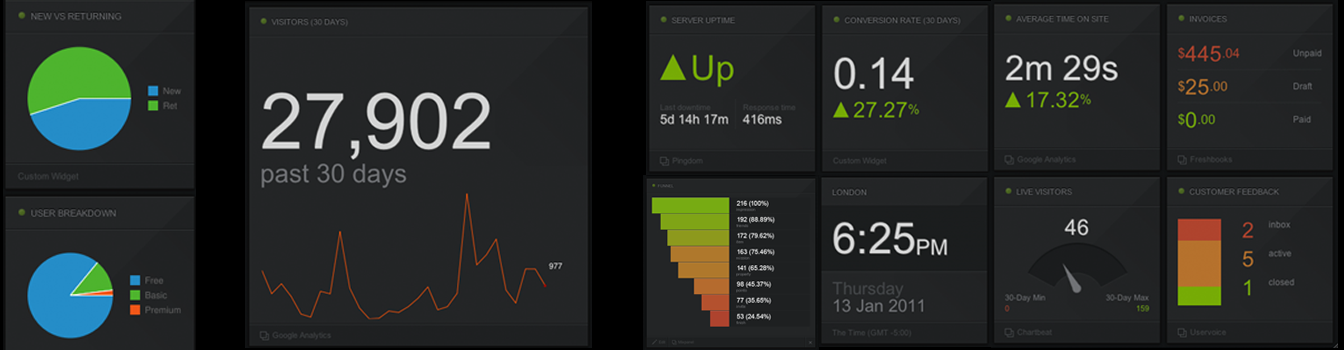 NEW VS RETURNING
New
Ret
Custom Widget
USER BREAKDOWN
Free
Basic
Premium
VISITORS (30 DAYS)
27,902
past 30 days
977
Google Analytics
SERVER UPTIME
Up
Last downtime
Response time
5d 14h 17m
416ms
Pingdom
CONVERSION RATE (30 DAYS)
0.14
27.27%
Custom Widget
AVERAGE TIME ON SITE
2m 29s
17.32%
Google Analytics
INVOICES
$445.04 Unpaid
$25.00 Draft
$0.00 Paid
Freshbooks
FUNNEL
216 (100%)
192 (88.89%)
172 (79.62%)
163 (75.46%)
141 (65.28%)
98 (45.37%)
77 (35.65%)
53 (24.54%)
LONDON
6:25PM
Thursday
13 Jan 2011
The Time (GMT -5:00)
LIVE VISITORS
46
30-Day Min
0
30-Day Max
159
Chartbeat
CUSTOMER FEEDBACK
2 inbox
5 active
1 closed
Uservoice